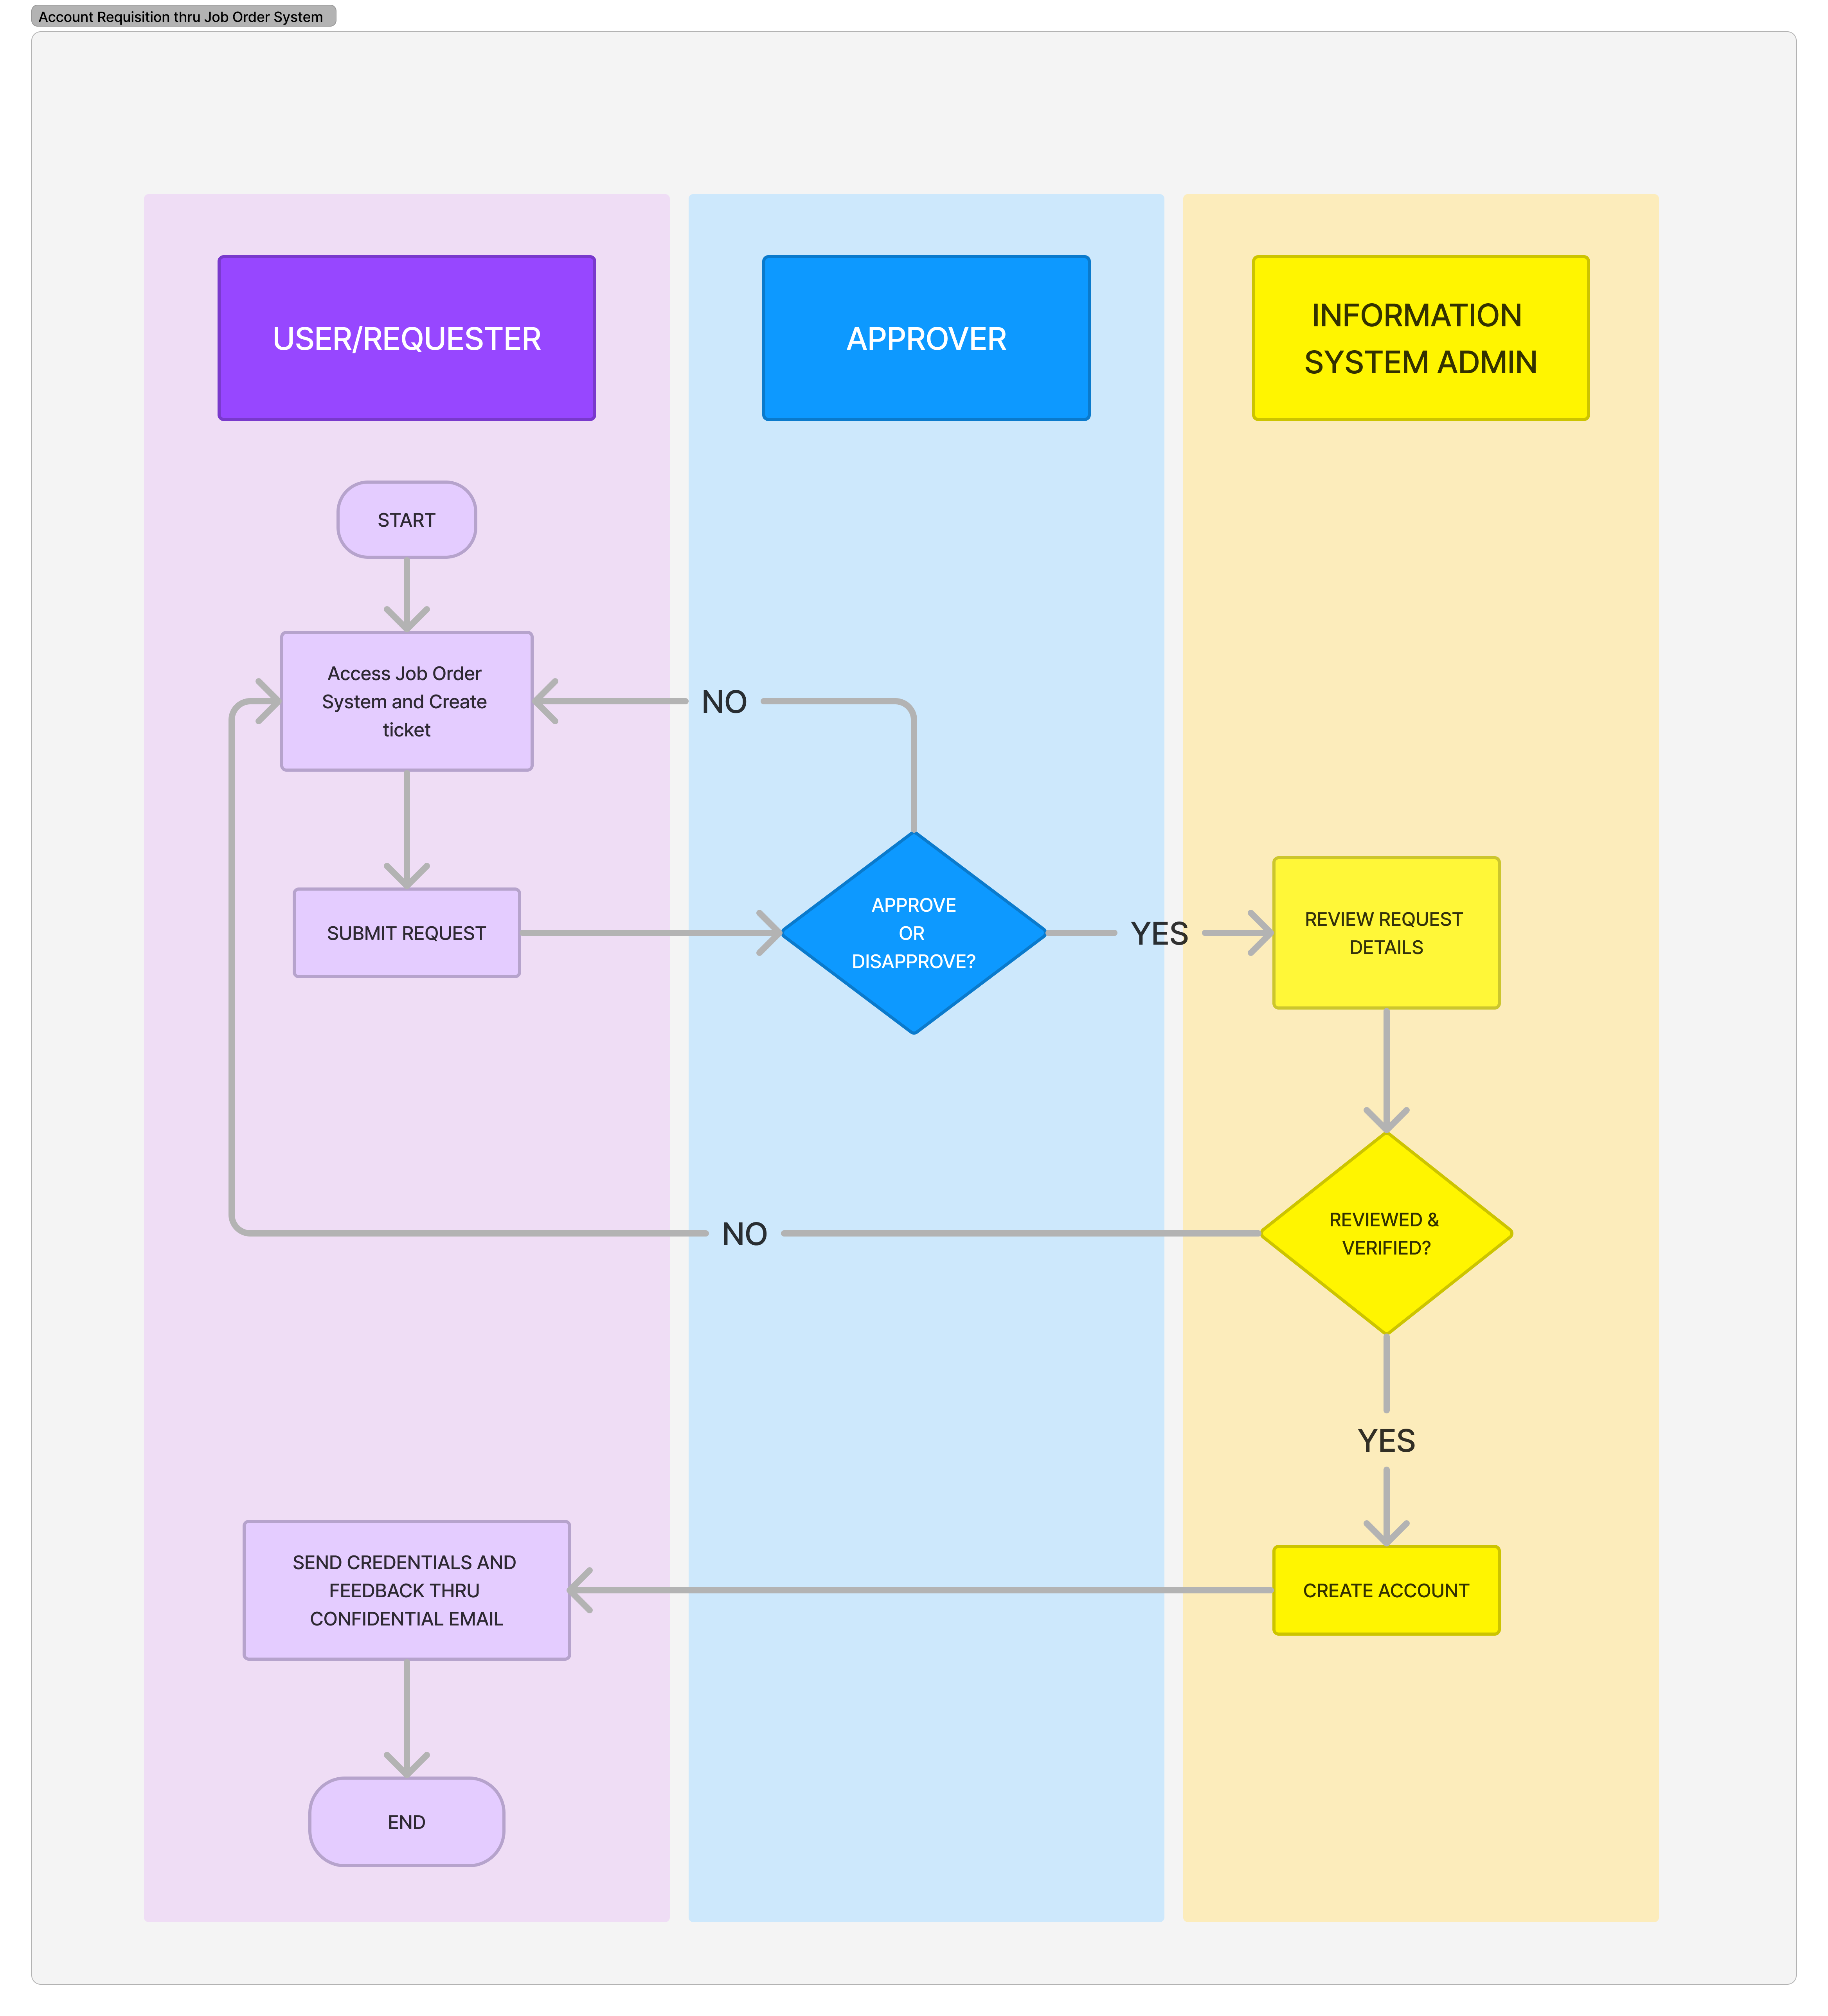 Account Requisition thru Job Order System
USER/REQUESTER
APPROVER
INFORMATION
SYSTEM ADMIN
START
Access Job Order
System and Create
ticket
NO
SUBMIT REQUEST
APPROVE
OR
DISAPPROVE?
YES
REVIEW REQUEST
DETAILS
REVIEWED &
VERIFIED?
NO
YES
SEND CREDENTIALS AND
FEEDBACK THRU
CONFIDENTIAL EMAIL
CREATE ACCOUNT
END